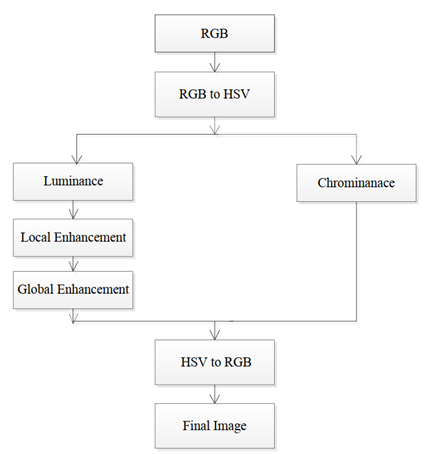 RGB
RGB to HSV
Luminance
Chrominanace
Local Enhancement
Global Enhancement
HSV to RGB
Final Image